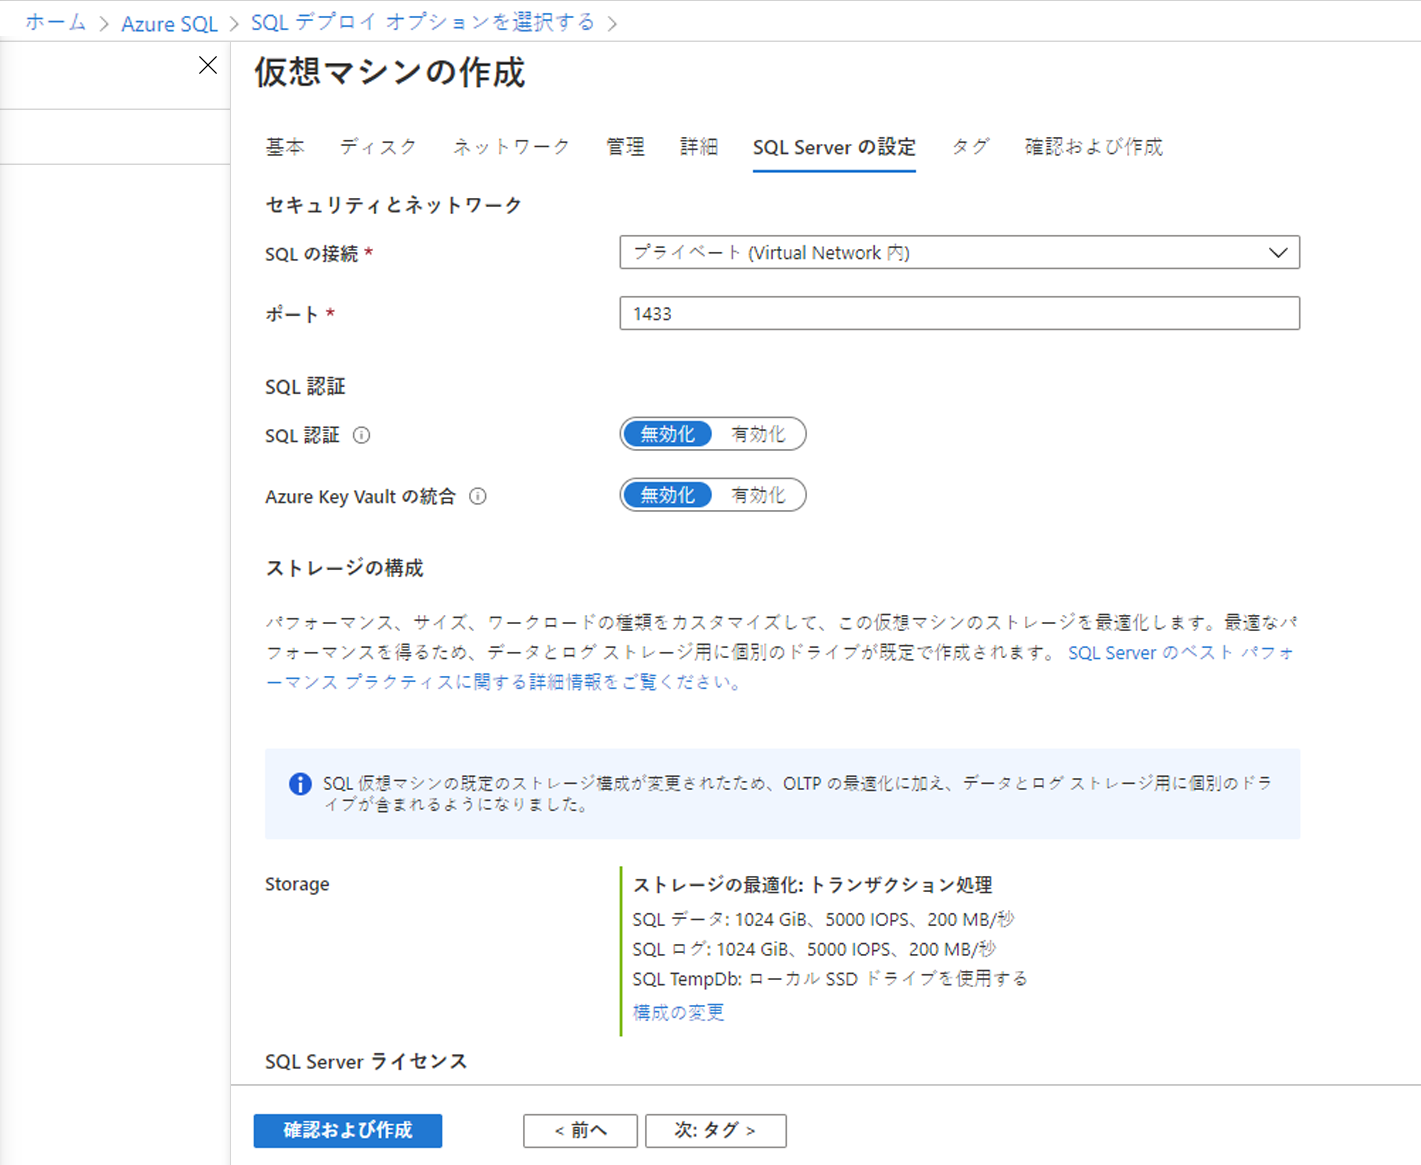 ホーム > Azure SQL > SQL デプロイ オプションを選択する >
仮想マシンの作成
基本 ディスク ネットワーク 管理 詳細 SQL Server の設定 タグ 確認および作成
セキュリティとネットワーク
SQL の接続 * プライベート (Virtual Network 内)
ポート * 1433
SQL 認証
SQL 認証 無効化 有効化
Azure Key Vault の統合 無効化 有効化
ストレージの構成
パフォーマンス、サイズ、ワークロードの種類をカスタマイズして、この仮想マシンのストレージを最適化します。最適なパ
フォーマンスを得るため、データとログ ストレージ用に個別のドライブが既定で作成されます。 SQL Server のベスト パフォ
ーマンス プラクティスに関する詳細情報をご覧ください。
SQL 仮想マシンの既定のストレージ構成が変更されたため、OLTP の最適化に加え、データとログ ストレージ用に個別のドラ
イブが含まれるようになりました。
Storage ストレージの最適化: トランザクション処理
SQL データ: 1024 GiB、5000 IOPS、200 MB/秒
SQL ログ: 1024 GiB、5000 IOPS、200 MB/秒
SQL TempDb: ローカル SSD ドライブを使用する
構成の変更
SQL Server ライセンス
確認および作成 < 前へ 次: タグ >